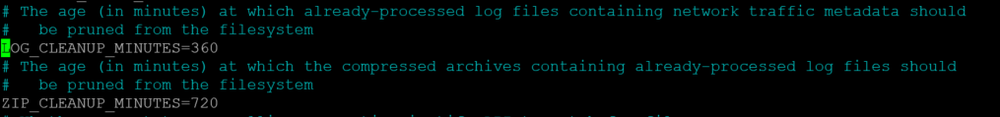 # The age (in minutes) at which already-processed log files containing network traffic metadata should
#   be pruned from the filesystem
LOG_CLEANUP_MINUTES=360
# The age (in minutes) at which the compressed archives containing already-processed log files should
#   be pruned from the filesystem
ZIP_CLEANUP_MINUTES=720